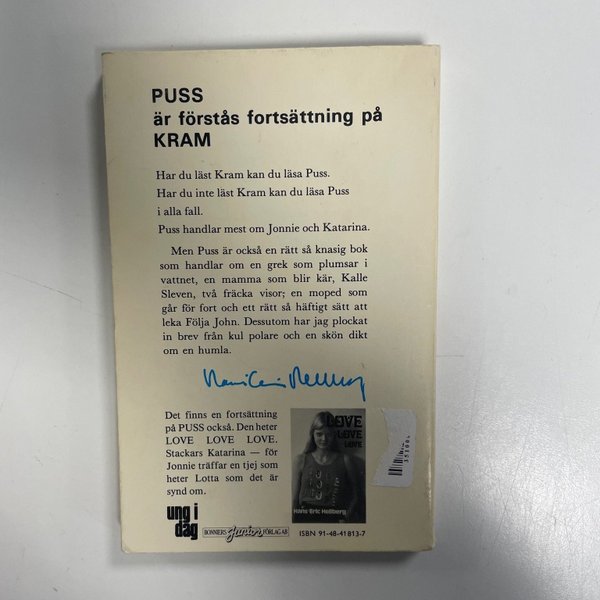 PUSS
är förstås fortsättning på
KRAM
Har du läst Kram kan du läsa Puss.
Har du inte läst Kram kan du läsa Puss
i alla fall.
Puss handlar mest om Jonnie och Katarina.
Men Puss är också en rätt så knasig bok
som handlar om en grek som plumsar i
vattnet, en mamma som blir kär, Kalle
Sleven, två fräcka visor; en moped som
går för fort och ett rätt så häftigt sätt att
leka Följa John. Dessutom har jag plockat
in brev från kul polare och en skön dikt
om en humla.
Det finns en fortsättning
på PUSS också. Den heter
LOVE LOVE LOVE.
Stackars Katarina — för
Jonnie träffar en tjej som
heter Lotta som det är
synd om.
LOVE
LOVE
LOVE
Hans Eric Hellberg
ung i
dag
BONNIERS Junior FÖRLAG AB
ISBN 91-48-41813-7